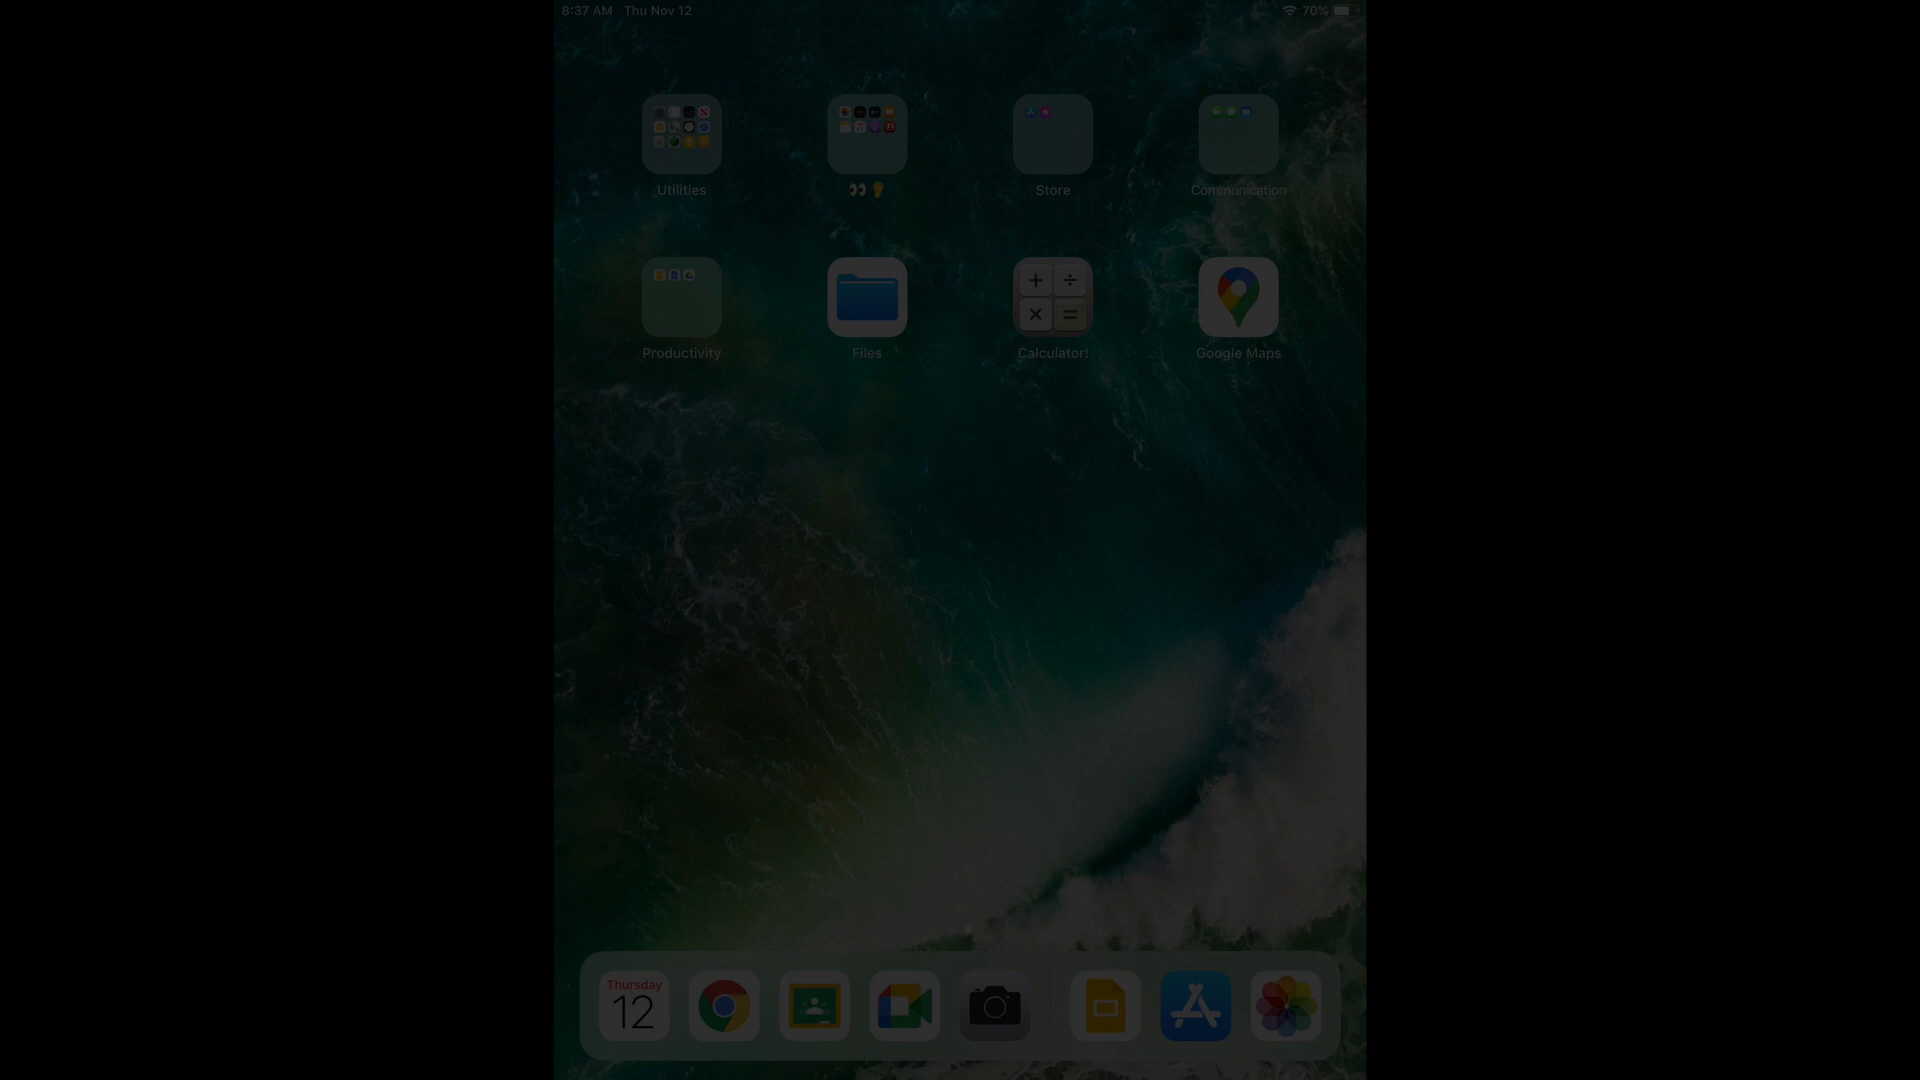 8:37 AM Thu Nov 12
70%
Utilities
Store
Communication
Productivity
Files
Calculator!
Google Maps
Thursday
12